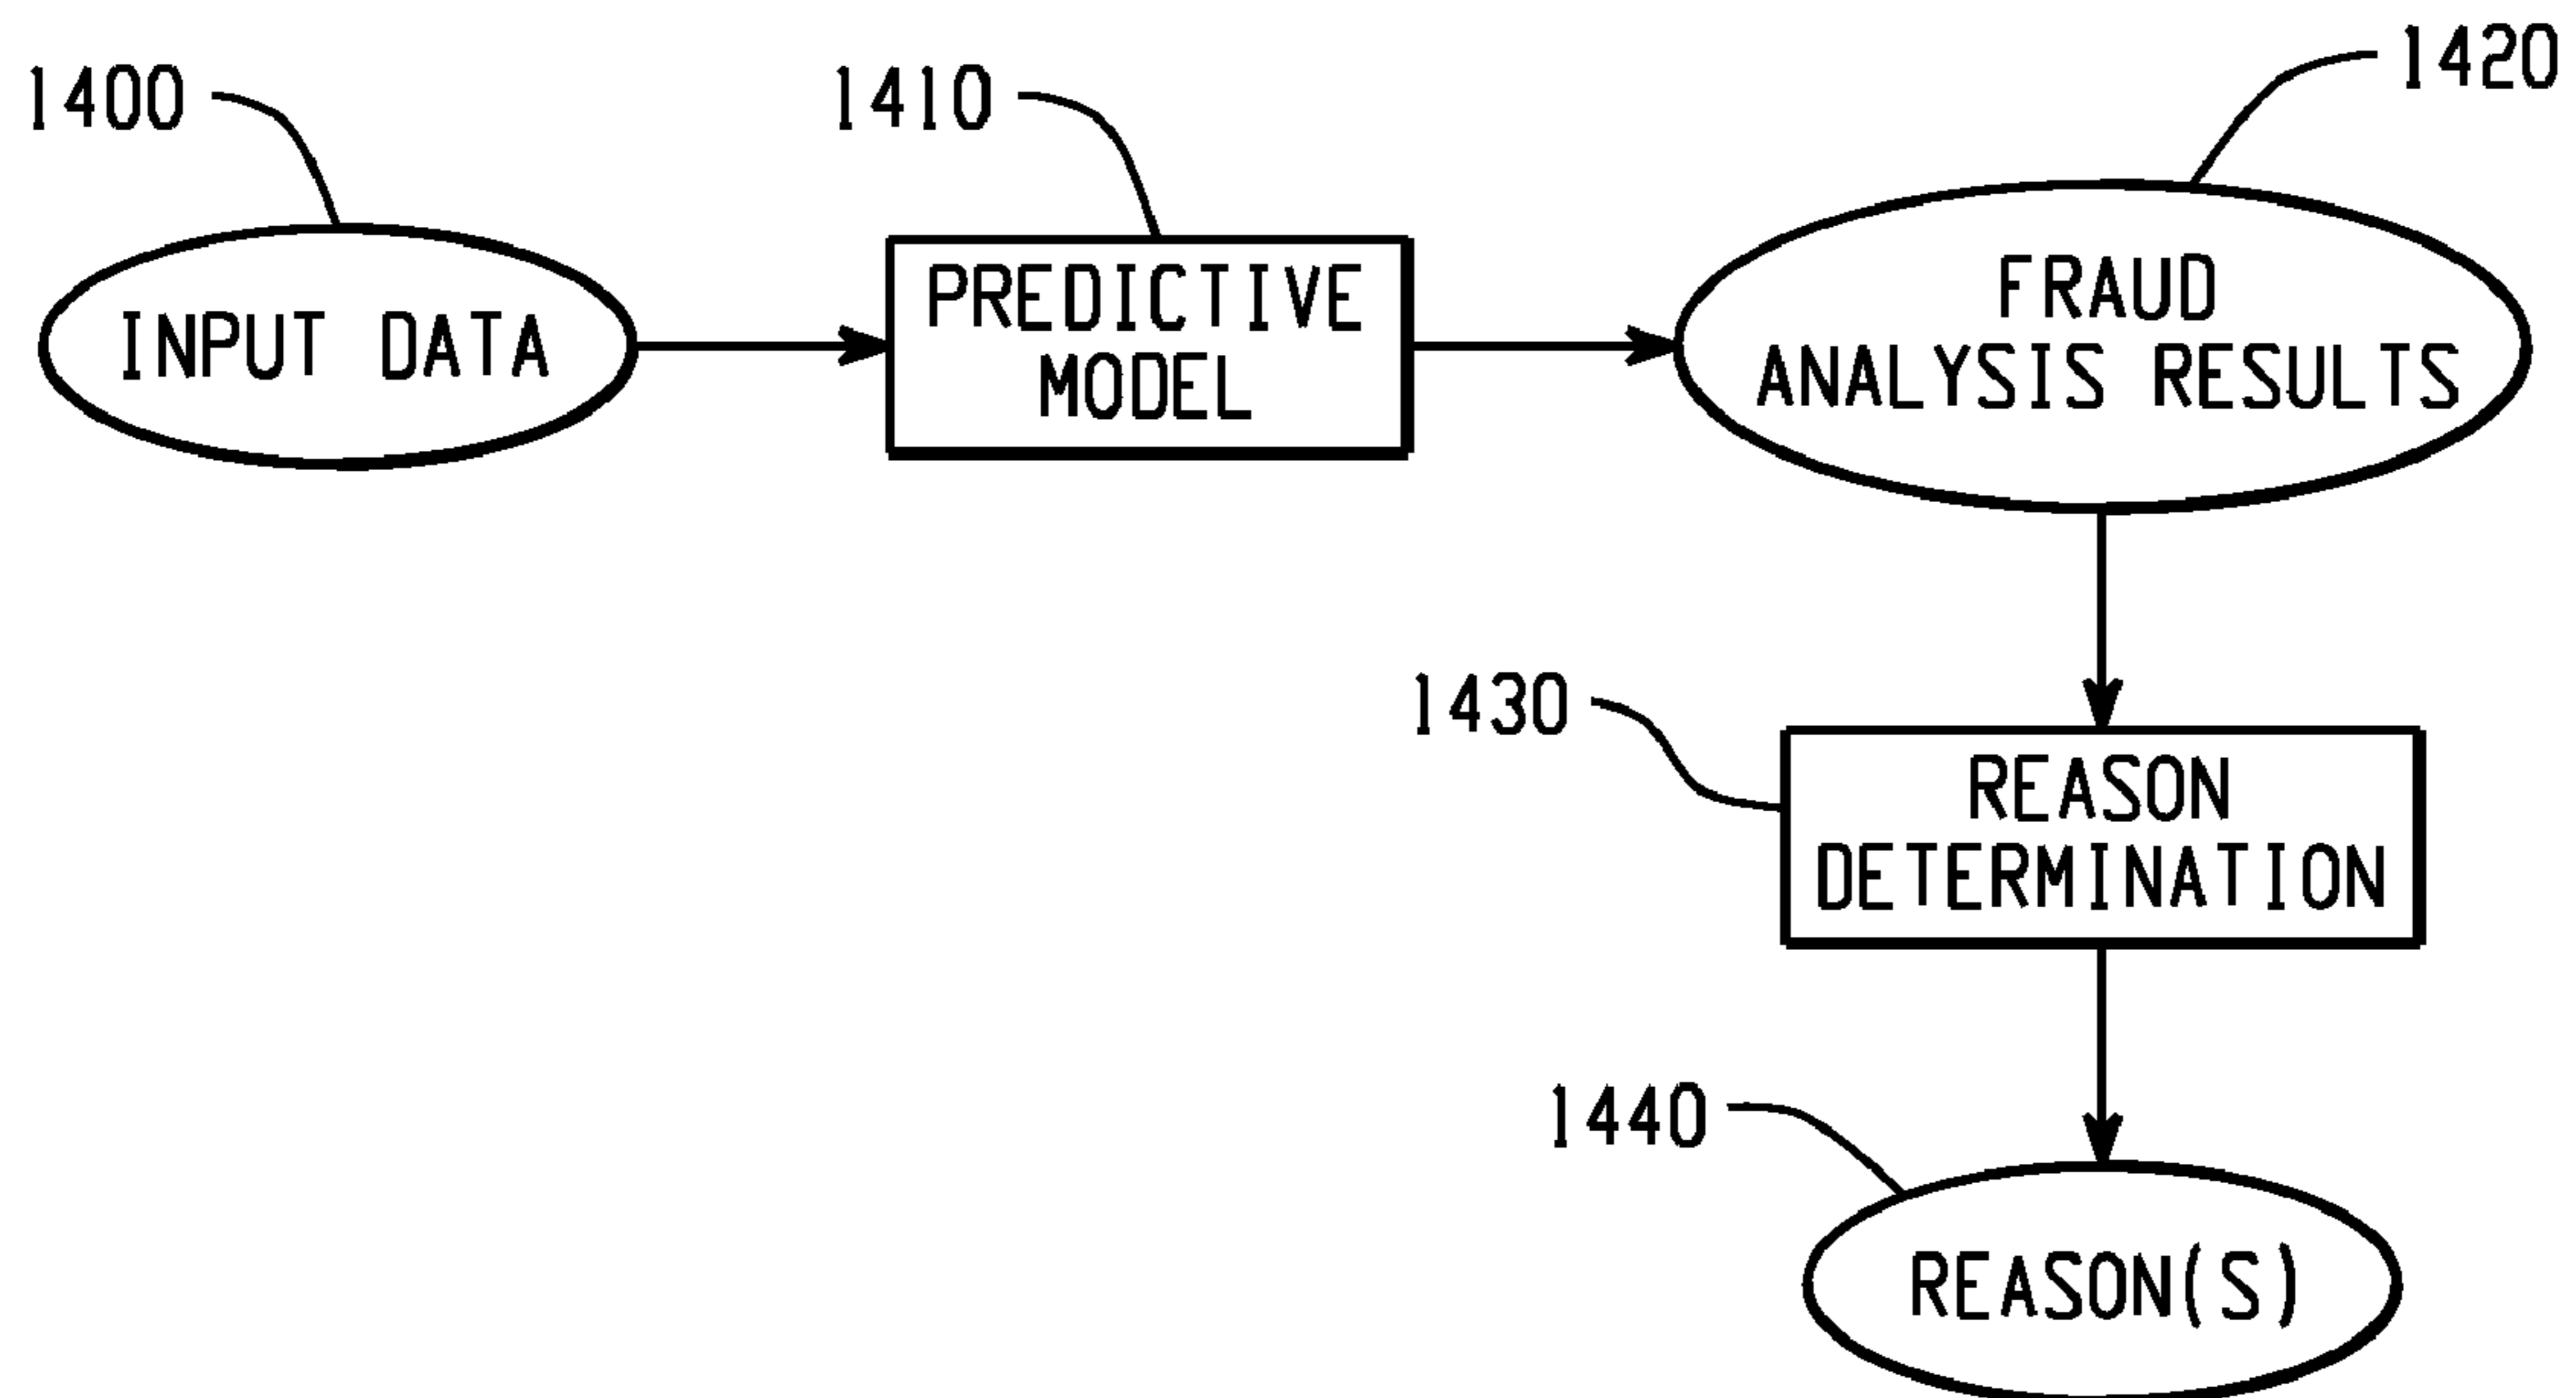 1400
1410
1420
INPUT DATA
PREDICTIVE
MODEL
FRAUD
ANALYSIS RESULTS
1430
REASON
DETERMINATION
1440
REASON(S)